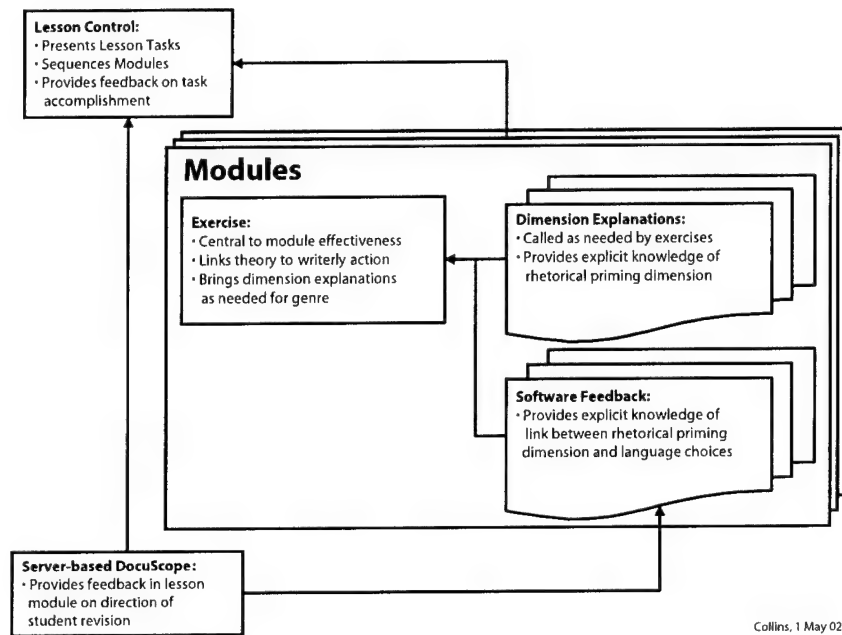 Lesson Control:
· Presents Lesson Tasks
· Sequences Modules
· Provides feedback on task
accomplishment
Modules
Exercise:
· Central to module effectiveness
· Links theory to writerly action
· Brings dimension explanations
as needed for genre
Dimension Explanations:
· Called as needed by exercises
· Provides explicit knowledge of
rhetorical priming dimension
Software Feedback:
· Provides explicit knowledge of
link between rhetorical priming
dimension and language choices
Server-based DocuScope:
· Provides feedback in lesson
module on direction of
student revision
Collins, 1 May 02